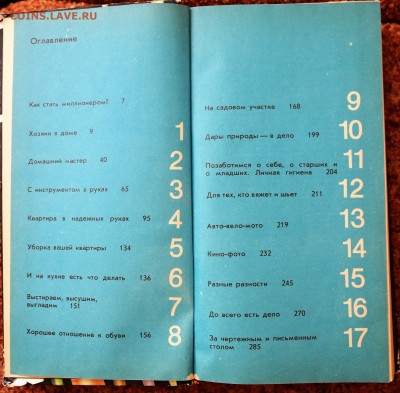 coins.lave.ru
Оглавление
Как стать миллионером? 7
Хозяин в доме 9 1
Домашний мастер 40 2
С инструментом в руках 65 3
Квартира в надежных руках 95 4
Уборка вашей квартиры 134 5
И на кухне есть что делать 136 6
Выстираем, высушим,
выгладим 151 7
Хорошее отношение к обуви 156 8
На садовом участке 168 9
Дары природы — в дело 199 10
Позаботимся о себе, о старших и
о младших. Личная гигиена 204 11
Для тех, кто вяжет и шьет 211 12
Авто-вело-мото 219 13
Кино-фото 232 14
Разные разности 245 15
До всего есть дело 270 16
За чертежным и письменным
столом 285 17